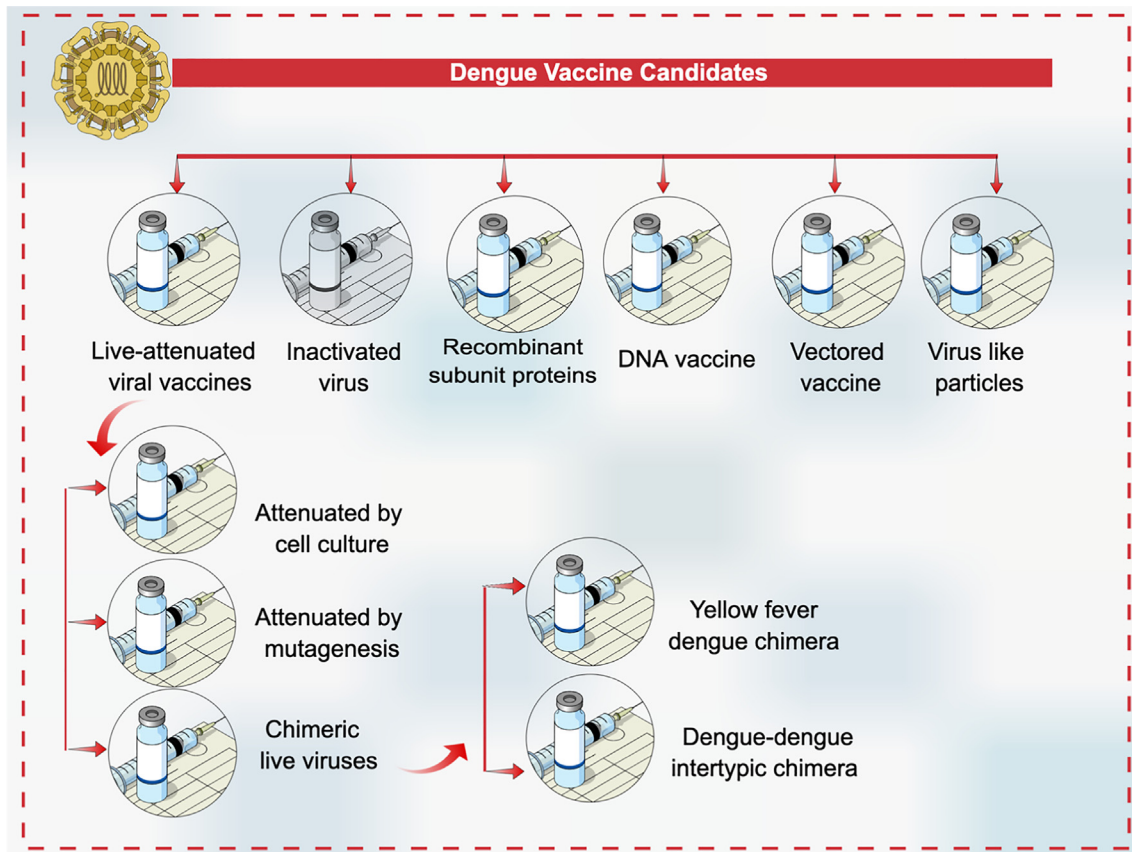 Dengue Vaccine Candidates
Live-attenuated
viral vaccines
Inactivated
virus
Recombinant
subunit proteins
DNA vaccine
Vectored
vaccine
Virus like
particles
Attenuated by
cell culture
Attenuated by
mutagenesis
Chimeric
live viruses
Yellow fever
dengue chimera
Dengue-dengue
intertypic chimera